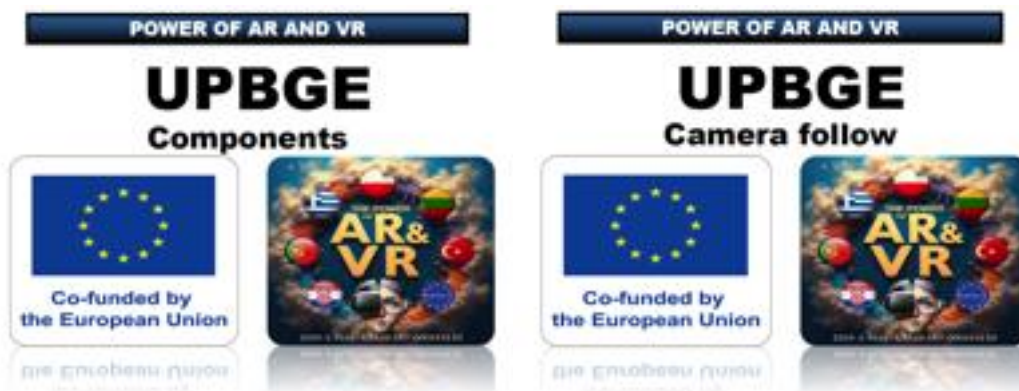 POWER OF AR AND VR
UPBGE
Components
AR&
VR
Co-funded by
the European Union
POWER OF AR AND VR
UPBGE
Camera follow
AR&
VR
Co-funded by
the European Union